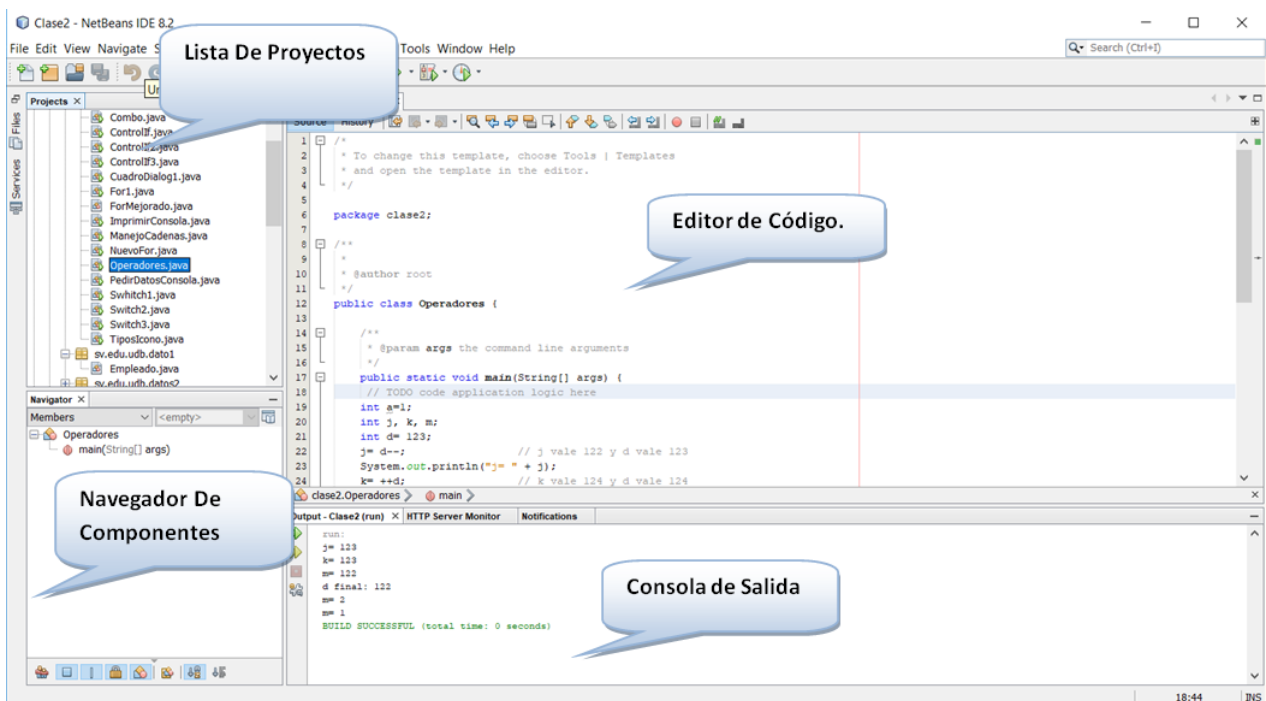 Clase2 - NetBeans IDE 8.2
File Edit View Navigate Tools Window Help
Search (Ctrl+I)
Lista De Proyectos
Projects
Files
Services
Combo.java
ControlIf.java
ControlIf2.java
ControlIf3.java
CuadroDialog1.java
For1.java
ForMejorado.java
ImprimirConsola.java
ManejoCadenas.java
NuevoFor.java
Operadores.java
PedirDatosConsola.java
Swhitch1.java
Switch2.java
Switch3.java
TiposIcono.java
sv.edu.udb.dato1
Empleado.java
sv.edu.udb.datos2
Navigator
Members <empty>
Operadores
main(String[] args)
Navegador De
Componentes
Source History
1 /*
2 * To change this template, choose Tools | Templates
3 * and open the template in the editor.
4 */
5
6 package clase2;
7
8 /**
9 *
10 * @author root
11 */
12 public class Operadores {
13
14 /**
15 * @param args the command line arguments
16 */
17 public static void main(String[] args) {
18 // TODO code application logic here
19 int a=1;
20 int j, k, m;
21 int d= 123;
22 j= d--; // j vale 122 y d vale 123
23 System.out.println("j= " + j);
24 k= ++d; // k vale 124 y d vale 124
Editor de Código.
clase2.Operadores main
Output - Clase2 (run) HTTP Server Monitor Notifications
run:
j= 123
k= 123
m= 122
d final: 122
m= 2
m= 1
BUILD SUCCESSFUL (total time: 0 seconds)
Consola de Salida
18:44 INS